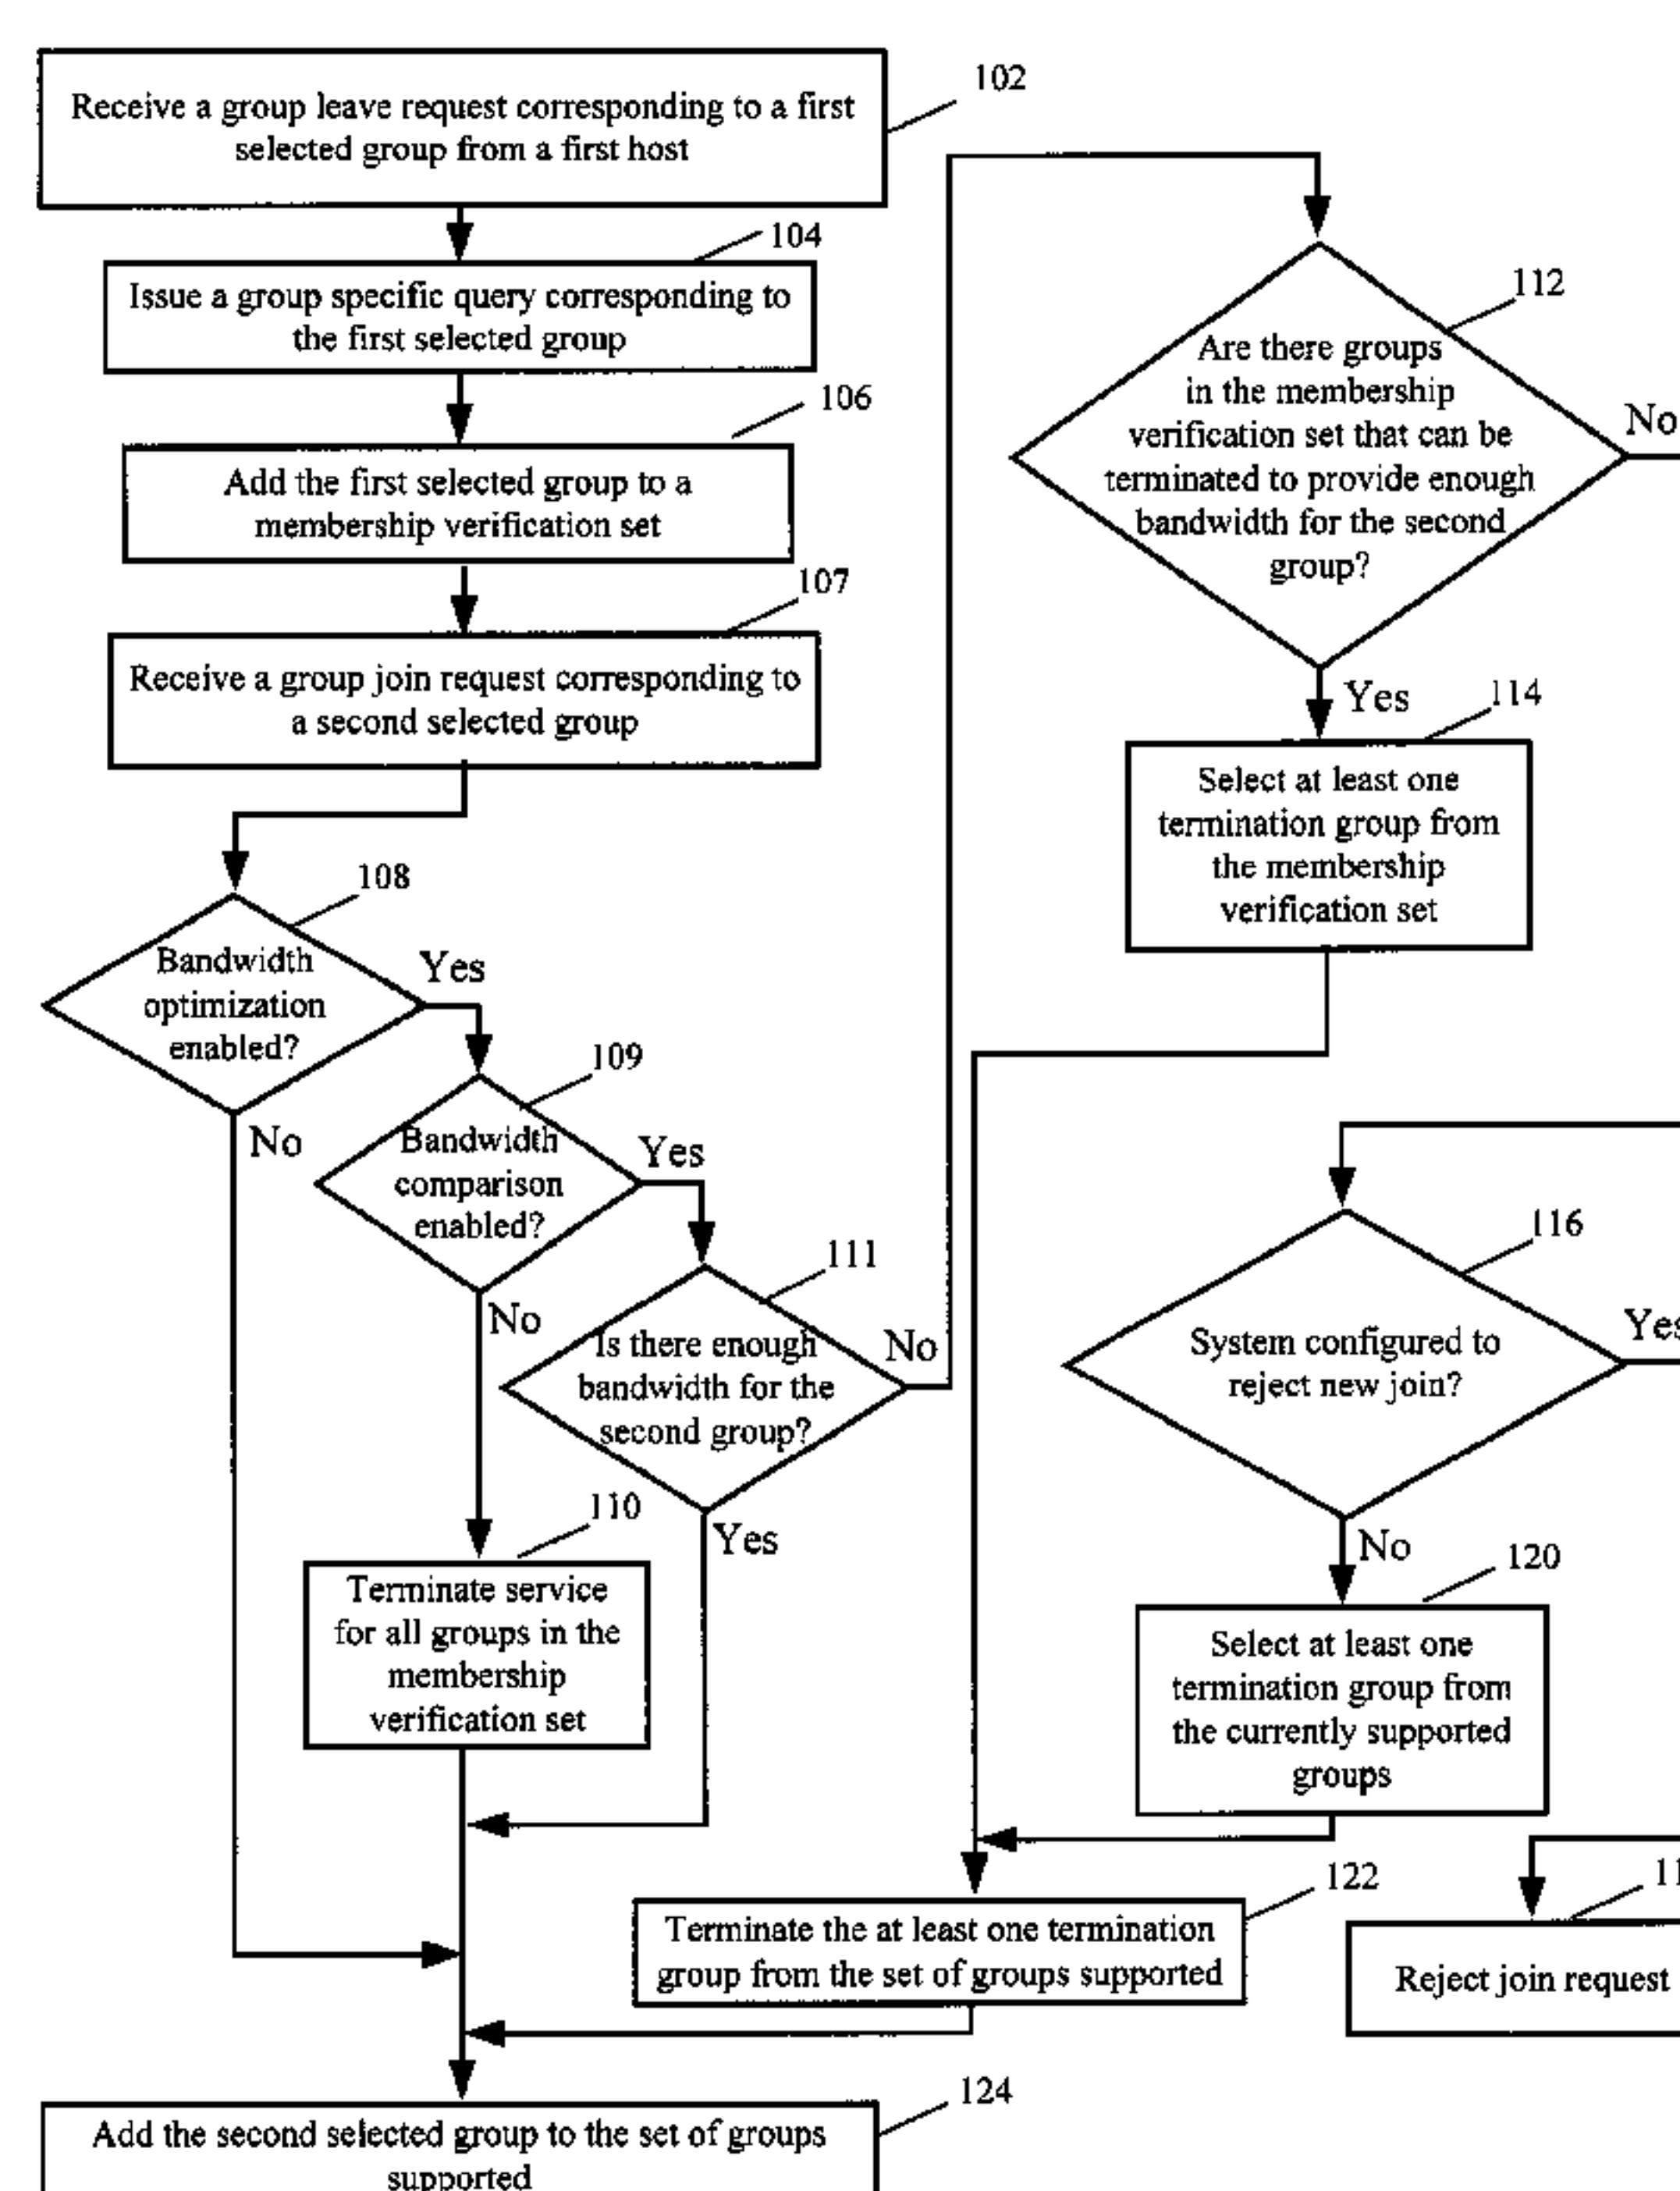 Receive a group leave request corresponding to a first
selected group from a first host
102
104
Issue a group specific query corresponding to
the first selected group
106
Add the first selected group to a
membership verification set
107
Receive a group join request corresponding to
a second selected group
108
Bandwidth
optimization
enabled?
Yes
No
109
Bandwidth
comparison
enabled?
Yes
No
111
Is there enough
bandwidth for the
second group?
No
Yes
110
Terminate service
for all groups in the
membership
verification set
112
Are there groups
in the membership
verification set that can be
terminated to provide enough
bandwidth for the second
group?
No
Yes
114
Select at least one
termination group from
the membership
verification set
116
System configured to
reject new join?
Yes
No
120
Select at least one
termination group from
the currently supported
groups
122
Terminate the at least one termination
group from the set of groups supported
11
Reject join request
124
Add the second selected group to the set of groups
supported